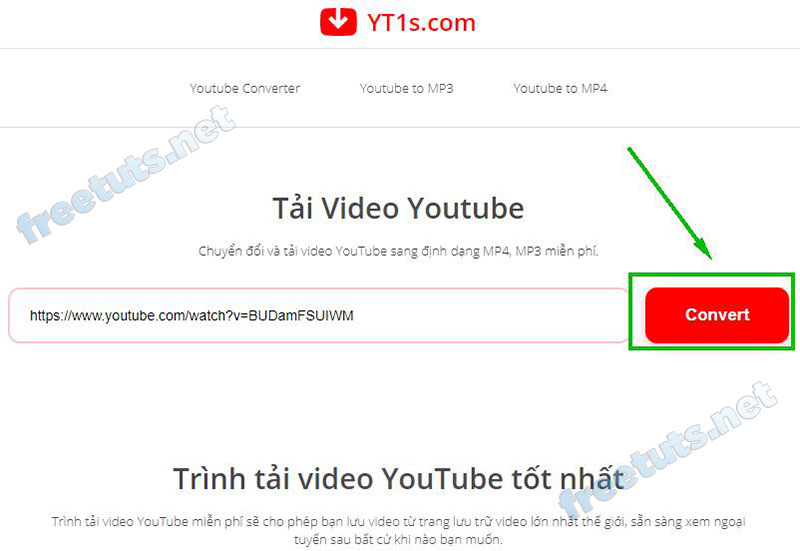 YT1s.com
Youtube Converter Youtube to MP3 Youtube to MP4
freetuts.net
Tải Video Youtube
Chuyển đổi và tải video YouTube sang định dạng MP4, MP3 miễn phí.
https://www.youtube.com/watch?v=BUDamFSUIWM Convert
freetuts.net
Trình tải video YouTube tốt nhất
Trình tải video YouTube miễn phí sẽ cho phép bạn lưu video từ trang lưu trữ video lớn nhất thế giới, sẵn sàng xem ngoại
tuyến sau bất cứ khi nào bạn muốn.